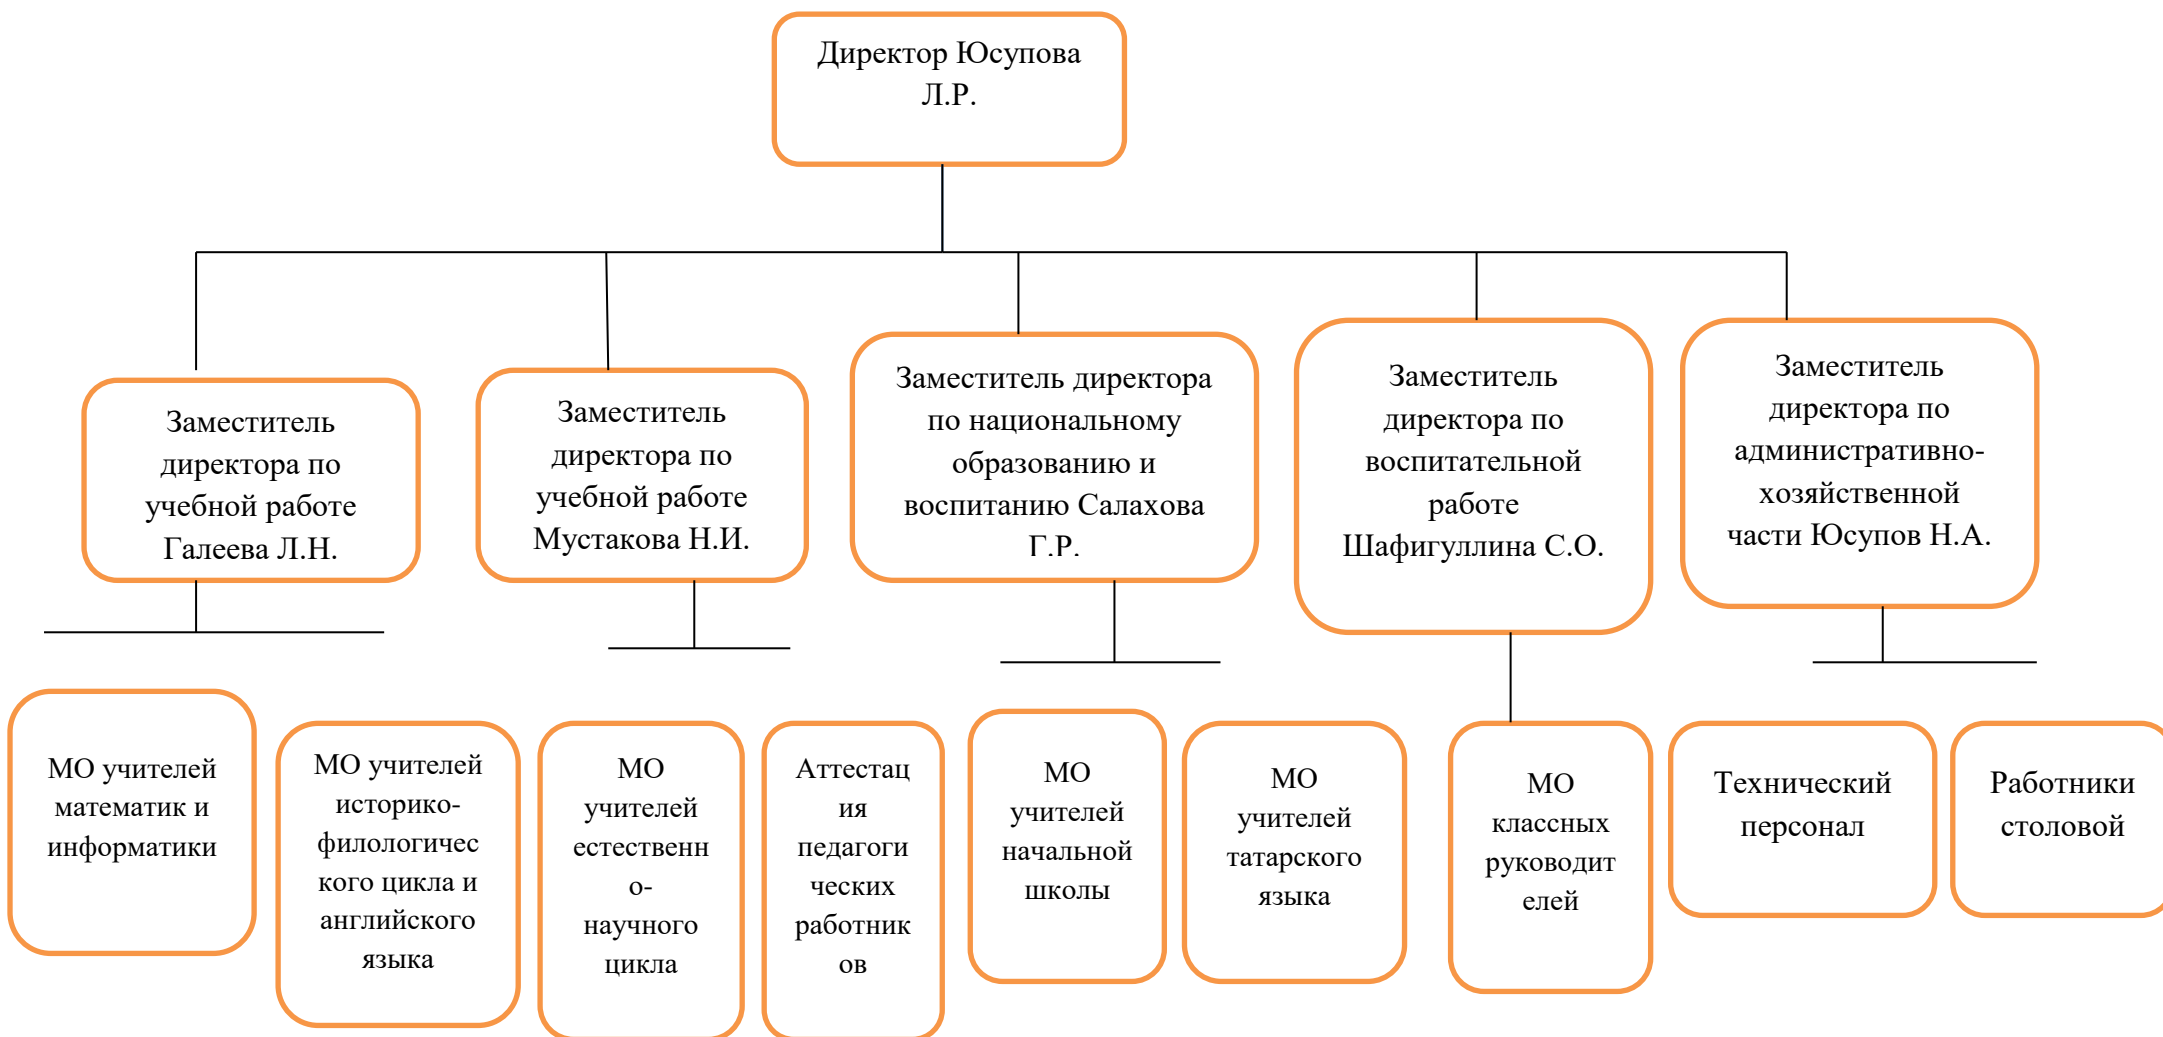 Директор Юсупова
Л.Р.
Заместитель
директора по
учебной работе
Галеева Л.Н.
Заместитель
директора по
учебной работе
Мустакова Н.И.
Заместитель директора
по национальному
образованию и
воспитанию Салахова
Г.Р.
Заместитель
директора по
воспитательной
работе
Шафигуллина С.О.
Заместитель
директора по
административно-
хозяйственной
части Юсупов Н.А.
МО учителей
математик и
информатики
МО учителей
историко-
филологичес
кого цикла и
английского
языка
МО
учителей
естественн
о-
научного
цикла
Аттестац
ия
педагоги
ческих
работник
ов
МО
учителей
начальной
школы
МО
учителей
татарского
языка
МО
классных
руководит
елей
Технический
персонал
Работники
столовой